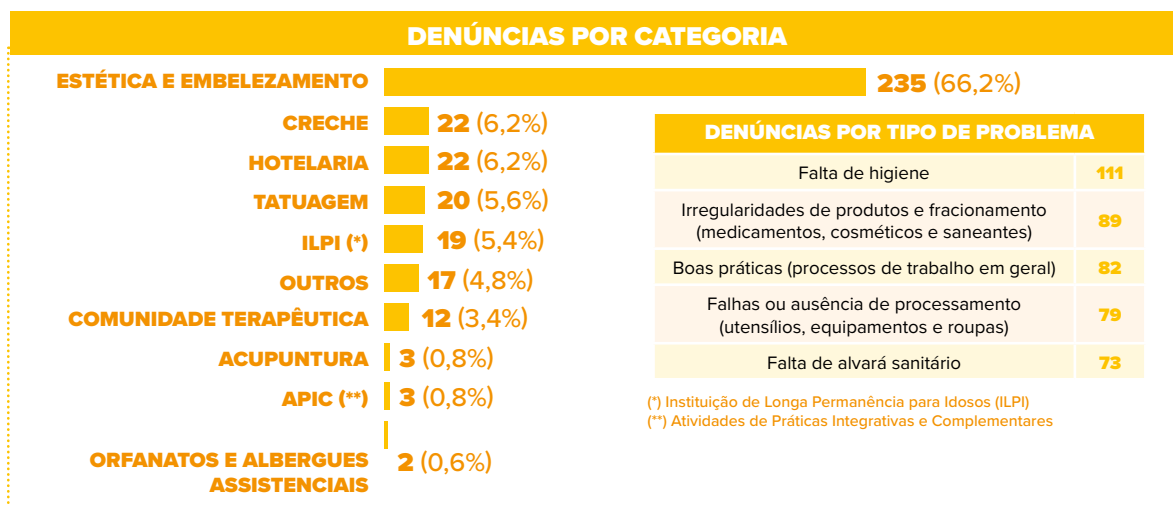 DENÚNCIAS POR CATEGORIA
ESTÉTICA E EMBELEZAMENTO 235 (66,2%)
CRECHE 22 (6,2%)
HOTELARIA 22 (6,2%)
TATUAGEM 20 (5,6%)
ILPI (*) 19 (5,4%)
OUTROS 17 (4,8%)
COMUNIDADE TERAPÊUTICA 12 (3,4%)
ACUPUNTURA 3 (0,8%)
APIC (**) 3 (0,8%)
ORFANATOS E ALBERGUES 2 (0,6%)
ASSISTENCIAIS
DENÚNCIAS POR TIPO DE PROBLEMA
Falta de higiene 111
Irregularidades de produtos e fracionamento
(medicamentos, cosméticos e saneantes) 89
Boas práticas (processos de trabalho em geral) 82
Falhas ou ausência de processamento
(utensílios, equipamentos e roupas) 79
Falta de alvará sanitário 73
(*) Instituição de Longa Permanência para Idosos (ILPI)
(**) Atividades de Práticas Integrativas e Complementares